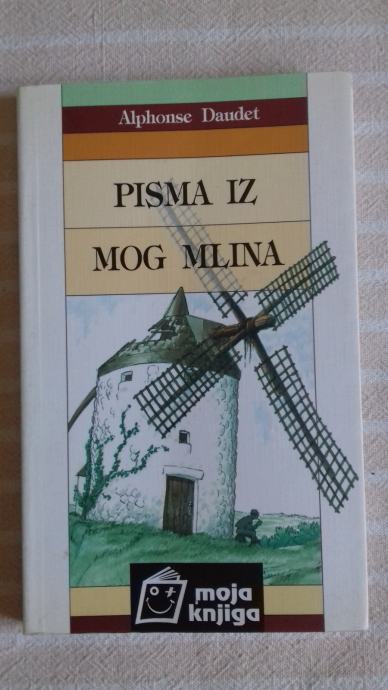 Alphonse Daudet
PISMA IZ
MOG MLINA
moja
knjiga